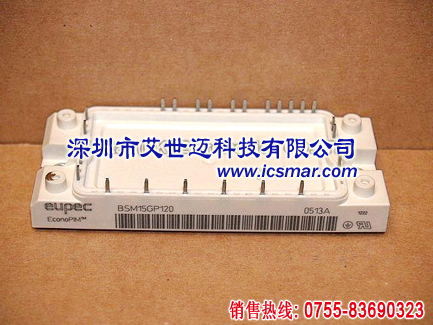 深圳市艾世迈科技有限公司
www.icsmar.com
eupec
BSM15GP120
0513A
1222
EconoPIM™
销售热线: 0755-83690323